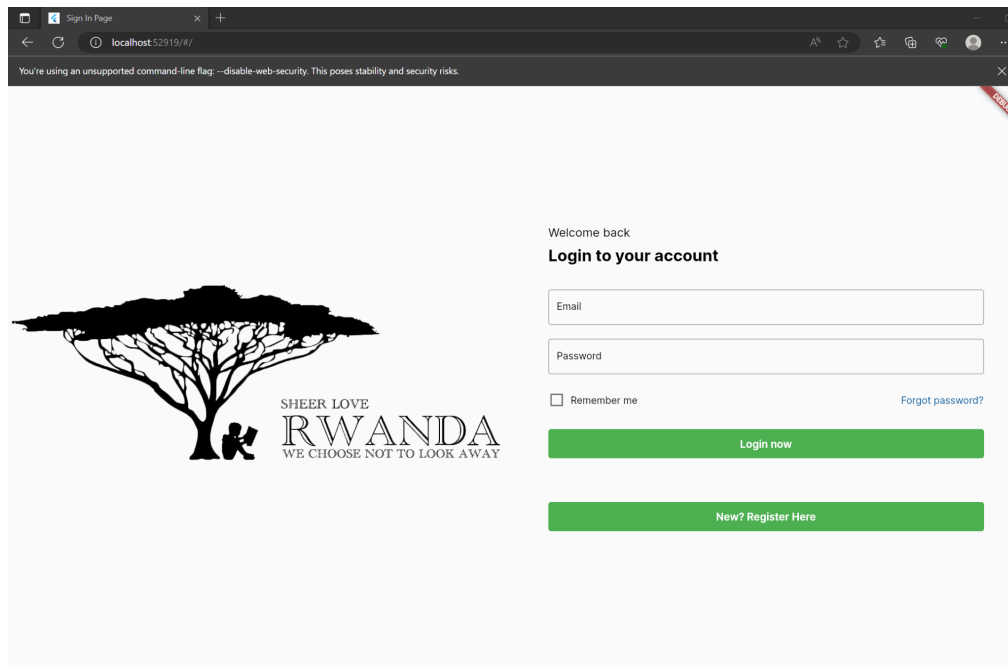 Sign In Page
localhost:52919/#/
You're using an unsupported command-line flag: --disable-web-security. This poses stability and security risks.
Welcome back
Login to your account
Email
Password
Remember me
Forgot password?
Login now
New? Register Here
SHEER LOVE
RWANDA
WE CHOOSE NOT TO LOOK AWAY